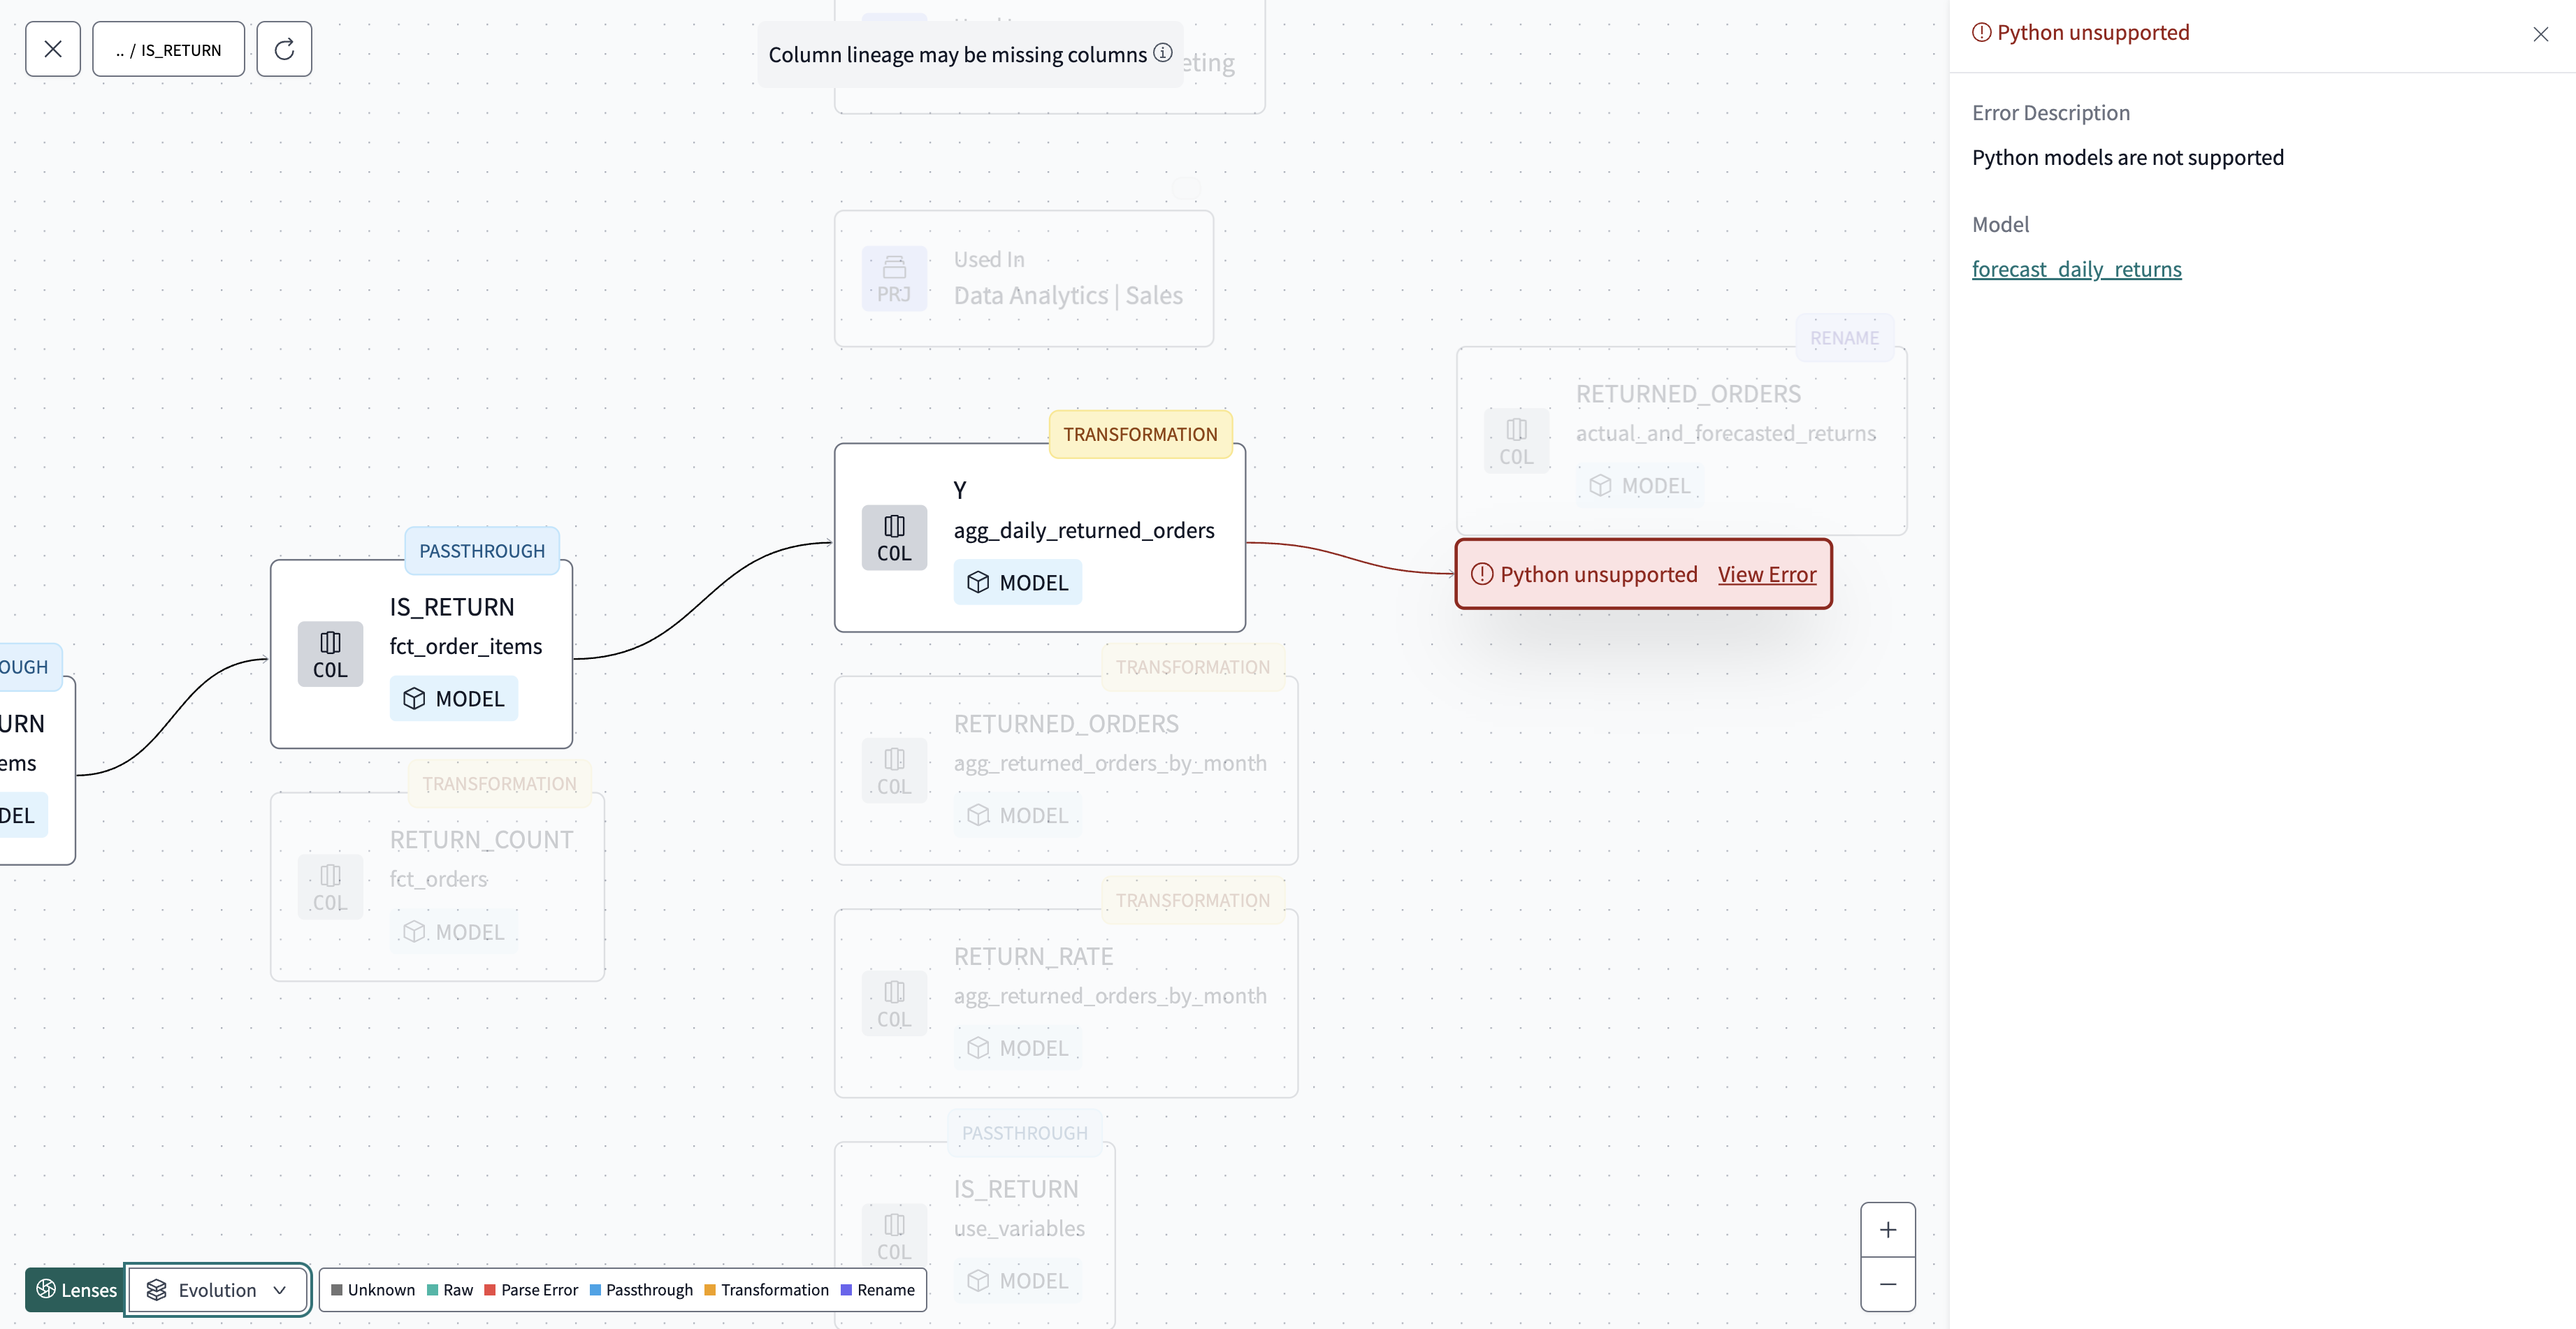 .. / IS_RETURN
Column lineage may be missing columns
eting
Used In
Data Analytics | Sales
PRJ
RENAME
RETURNED_ORDERS
actual_and_forecasted_returns
COL
MODEL
TRANSFORMATION
Y
agg_daily_returned_orders
COL
MODEL
Python unsupported View Error
PASSTHROUGH
IS_RETURN
fct_order_items
COL
MODEL
OUGH
URN
ems
DEL
TRANSFORMATION
RETURNED_ORDERS
agg_returned_orders_by_month
COL
MODEL
TRANSFORMATION
RETURN_COUNT
fct_orders
COL
MODEL
TRANSFORMATION
RETURN_RATE
agg_returned_orders_by_month
COL
MODEL
PASSTHROUGH
IS_RETURN
use_variables
COL
MODEL
Lenses
Evolution
Unknown Raw Parse Error Passthrough Transformation Rename
Python unsupported
Error Description
Python models are not supported
Model
forecast_daily_returns